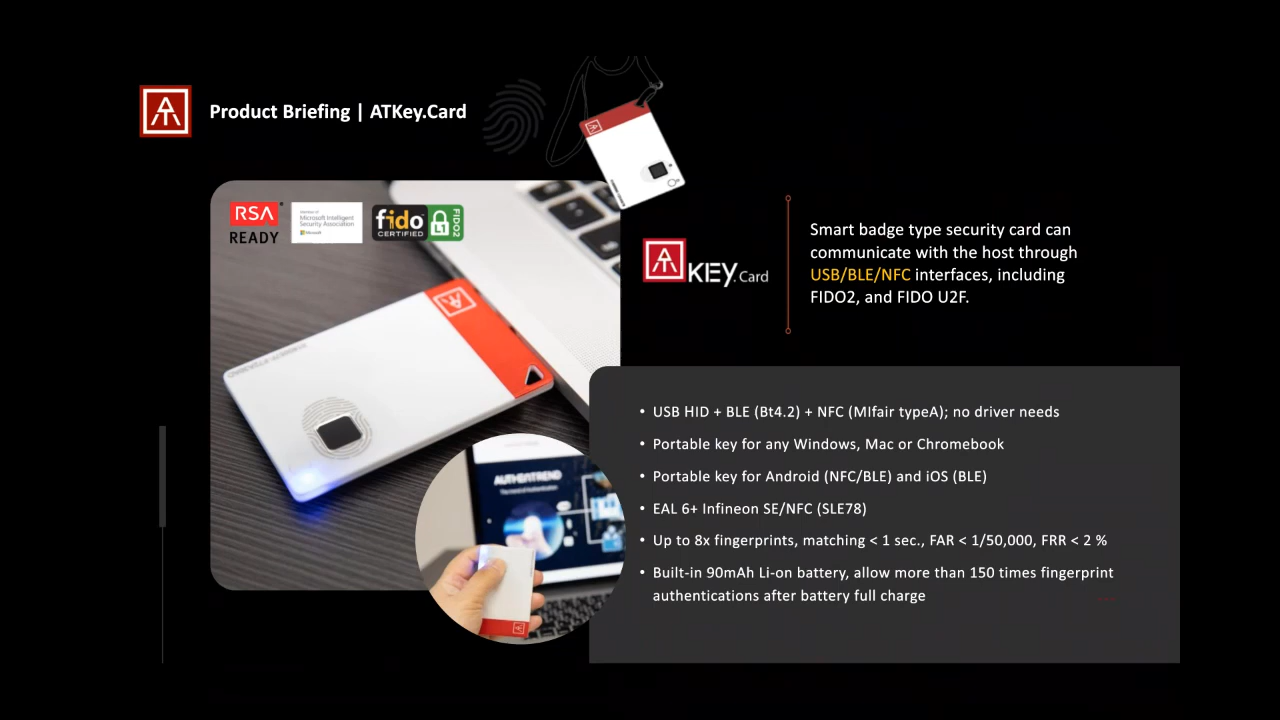 Product Briefing | ATKey.Card
RSA
READY
Member of
Microsoft Intelligent
Security Association
Microsoft
fido
CERTIFIED
L1
FIDO2
KEY.Card
Smart badge type security card can
communicate with the host through
USB/BLE/NFC interfaces, including
FIDO2, and FIDO U2F.
AUTHENTREND
• USB HID + BLE (Bt4.2) + NFC (MIfair typeA); no driver needs
• Portable key for any Windows, Mac or Chromebook
• Portable key for Android (NFC/BLE) and iOS (BLE)
• EAL 6+ Infineon SE/NFC (SLE78)
• Up to 8x fingerprints, matching < 1 sec., FAR < 1/50,000, FRR < 2 %
• Built-in 90mAh Li-on battery, allow more than 150 times fingerprint
authentications after battery full charge